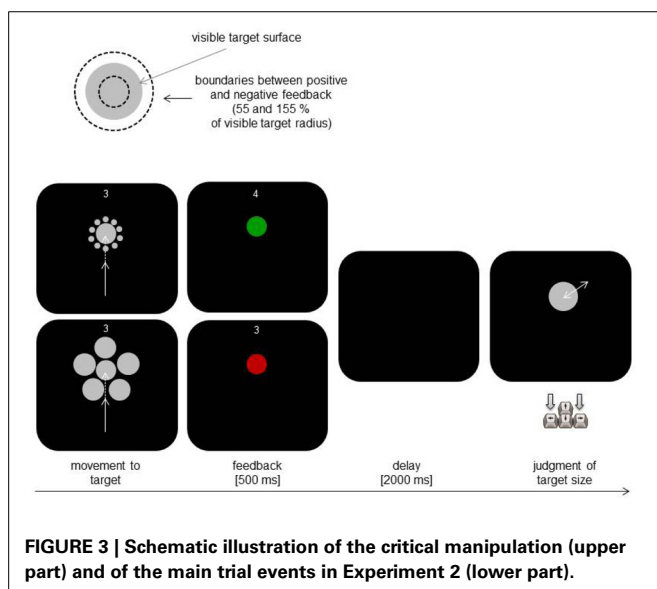 visible target surface
boundaries between positive
and negative feedback
(55 and 155 %
of visible target radius)
3
4
3
3
movement to
target
feedback
[500 ms]
delay
[2000 ms]
judgment of
target size
FIGURE 3 | Schematic illustration of the critical manipulation (upper
part) and of the main trial events in Experiment 2 (lower part).